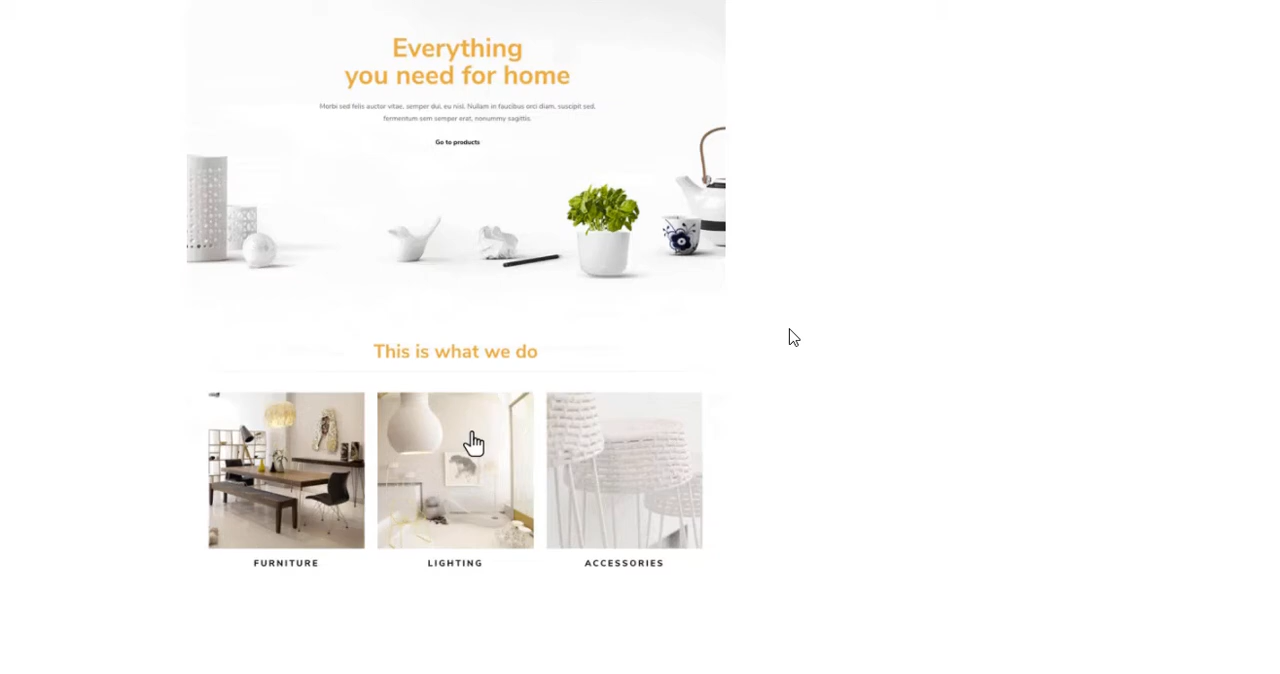 Everything
you need for home
Morbi sed felis auctor vitae, semper dui, eu nisl. Nullam in faucibus orci diam, suscipit sed,
fermentum sem semper erat, nonummy sagittis.
Go to products
This is what we do
FURNITURE LIGHTING ACCESSORIES